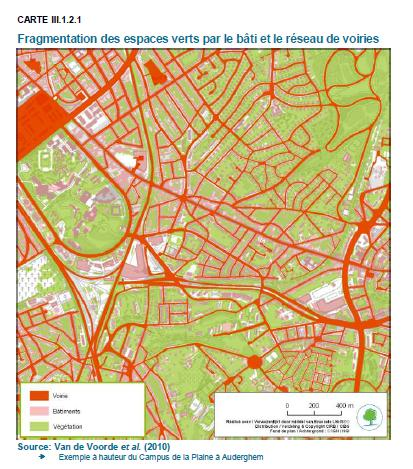 CARTE III.1.2.1
Fragmentation des espaces verts par le bâti et le réseau de voiries
Voirie
Bâtiments
Végétation
0 200 400 m
Source: Van de Voorde et al. (2010)
Exemple à hauteur du Campus de la Plaine à Auderghem